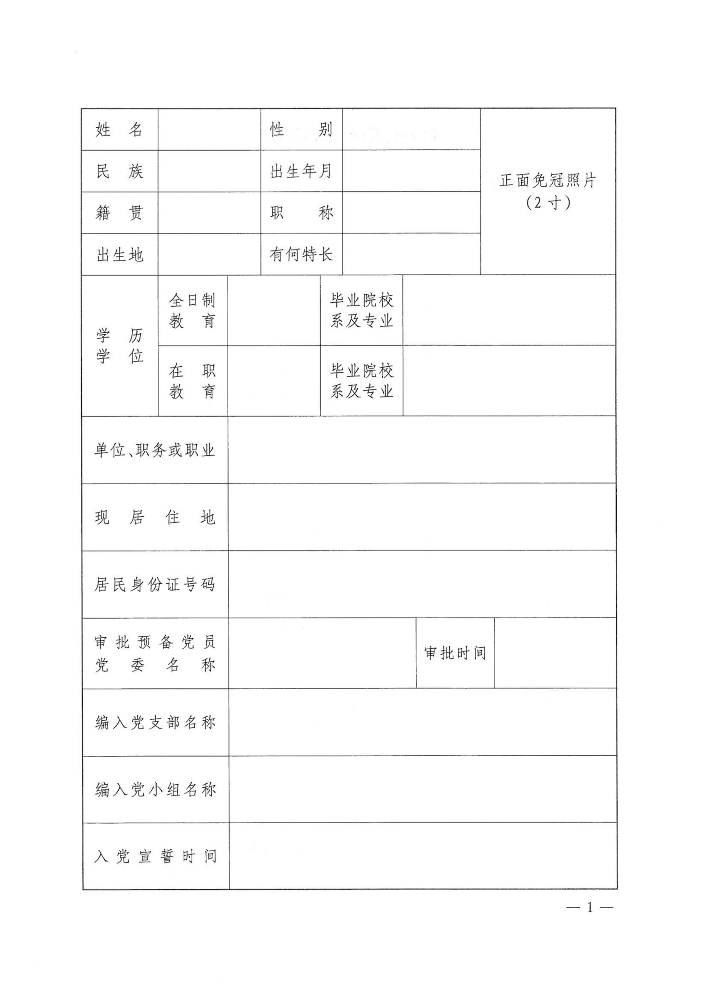 姓 名
性 别
民 族
出生年月
籍 贯
职 称
出生地
有何特长
正面免冠照片
(2寸)
学 历
学 位
全日制
教 育
毕业院校
系及专业
在 职
教 育
毕业院校
系及专业
单位、职务或职业
现 居 住 地
居民身份证号码
审批预备党员
党 委 名 称
审批时间
编入党支部名称
编入党小组名称
入党宣誓时间
— 1 —